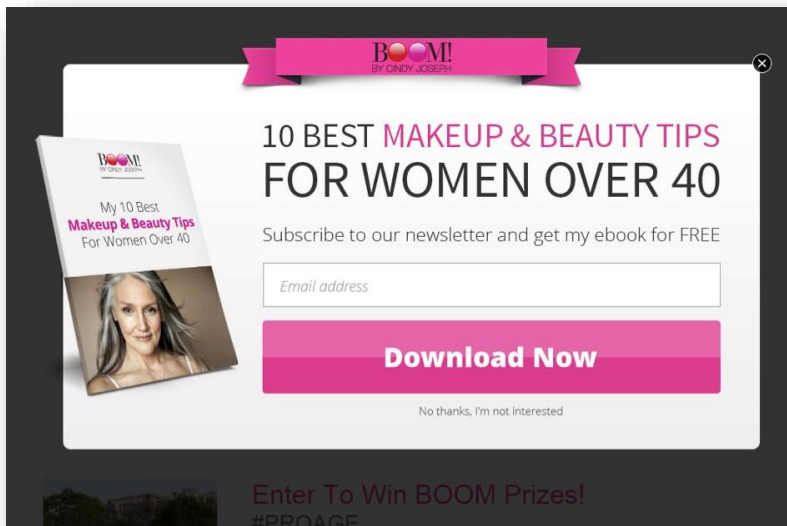 BOOM!
BY CINDY JOSEPH
10 BEST MAKEUP & BEAUTY TIPS
FOR WOMEN OVER 40
Subscribe to our newsletter and get my ebook for FREE
Email address
Download Now
No thanks, I'm not interested
BOOM!
BY CINDY JOSEPH
My 10 Best
Makeup & Beauty Tips
For Women Over 40
Enter To Win BOOM Prizes!
#PROAGE